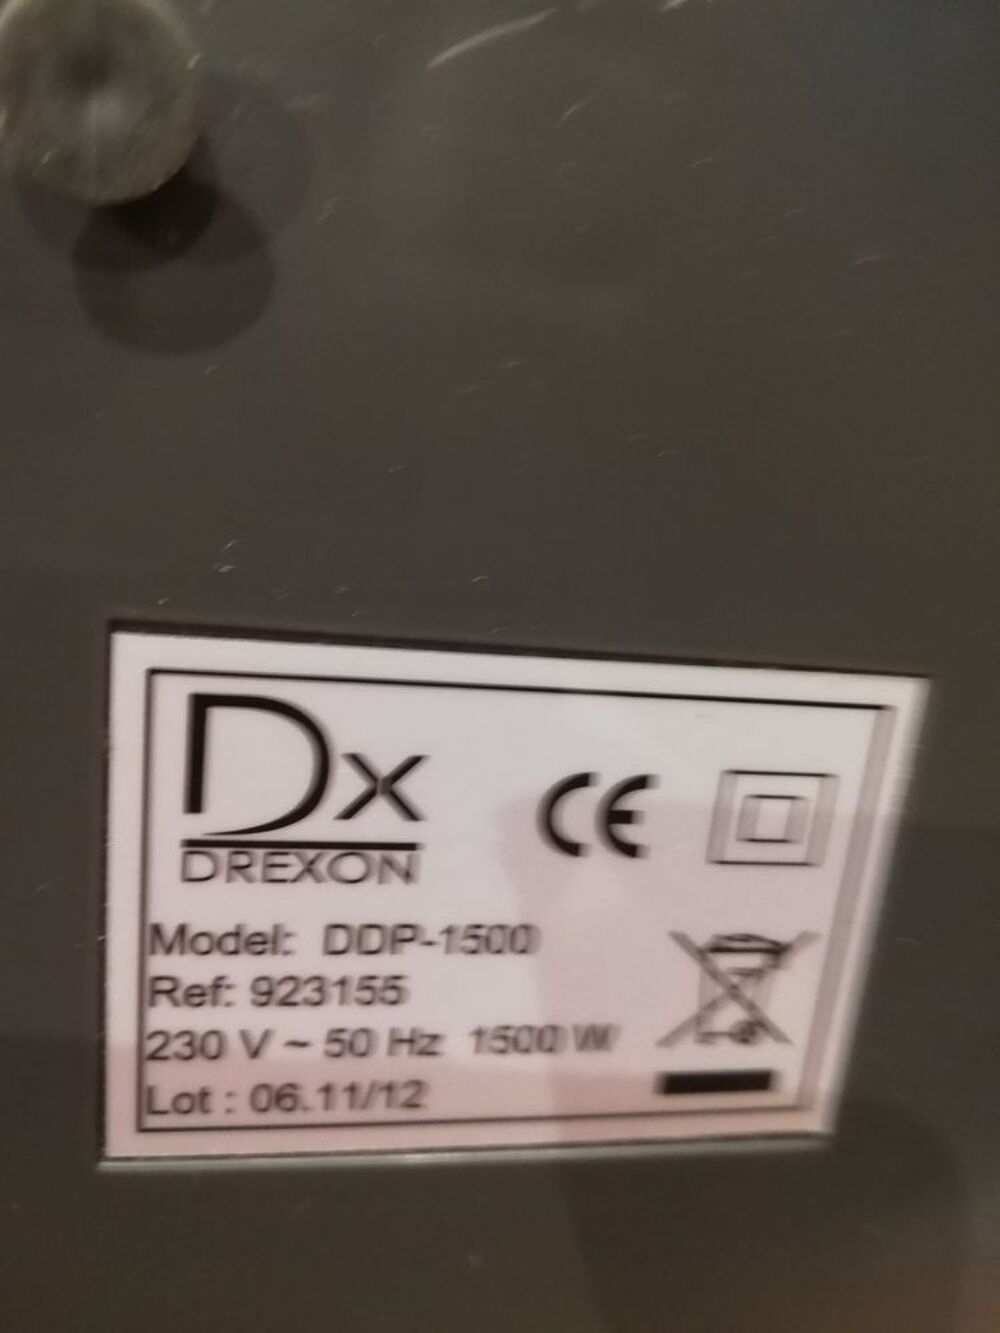 Dx
DREXON
CE
Model: DDP-1500
Ref: 923155
230 V ~ 50 Hz 1500 W
Lot : 06.11/12